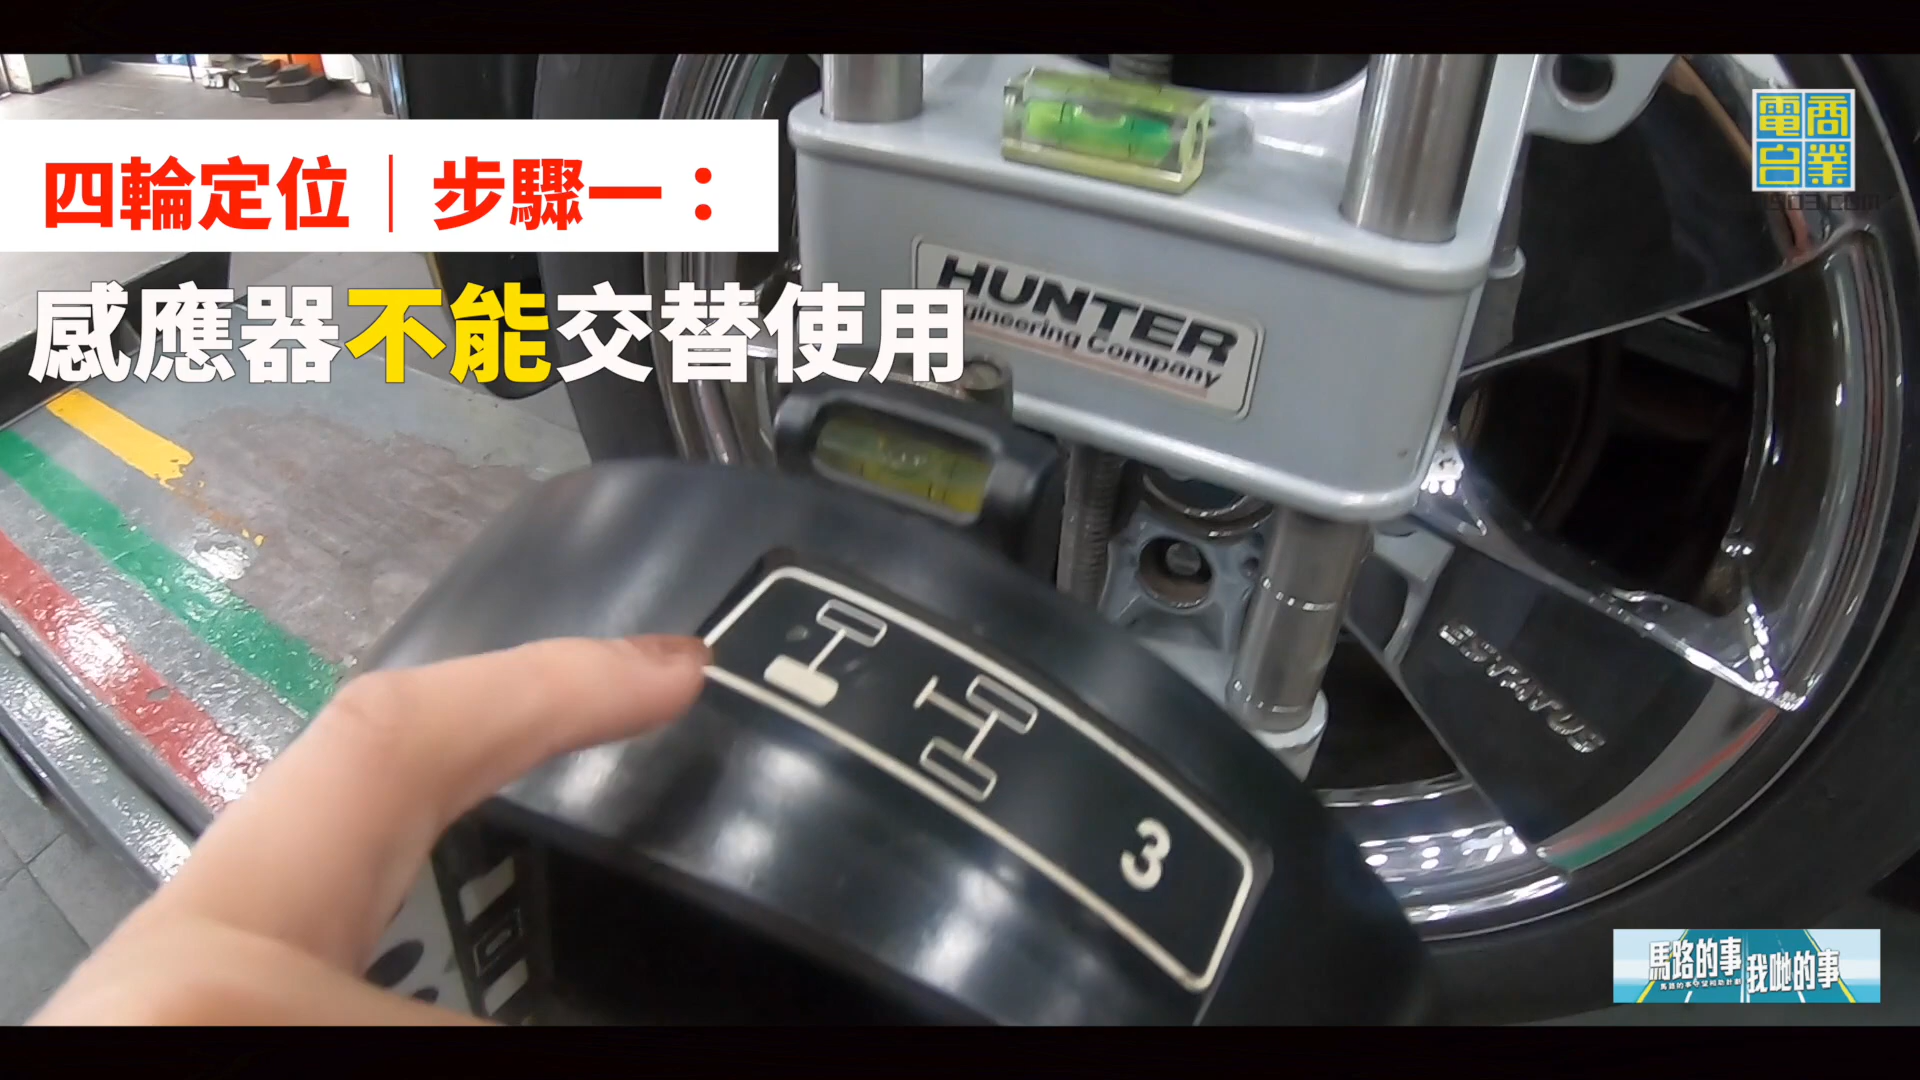 四輪定位｜步驟一：
感應器不能交替使用
商業
電台
HUNTER
gineering Company
3
ESTATUS
馬路的事 我哋的事